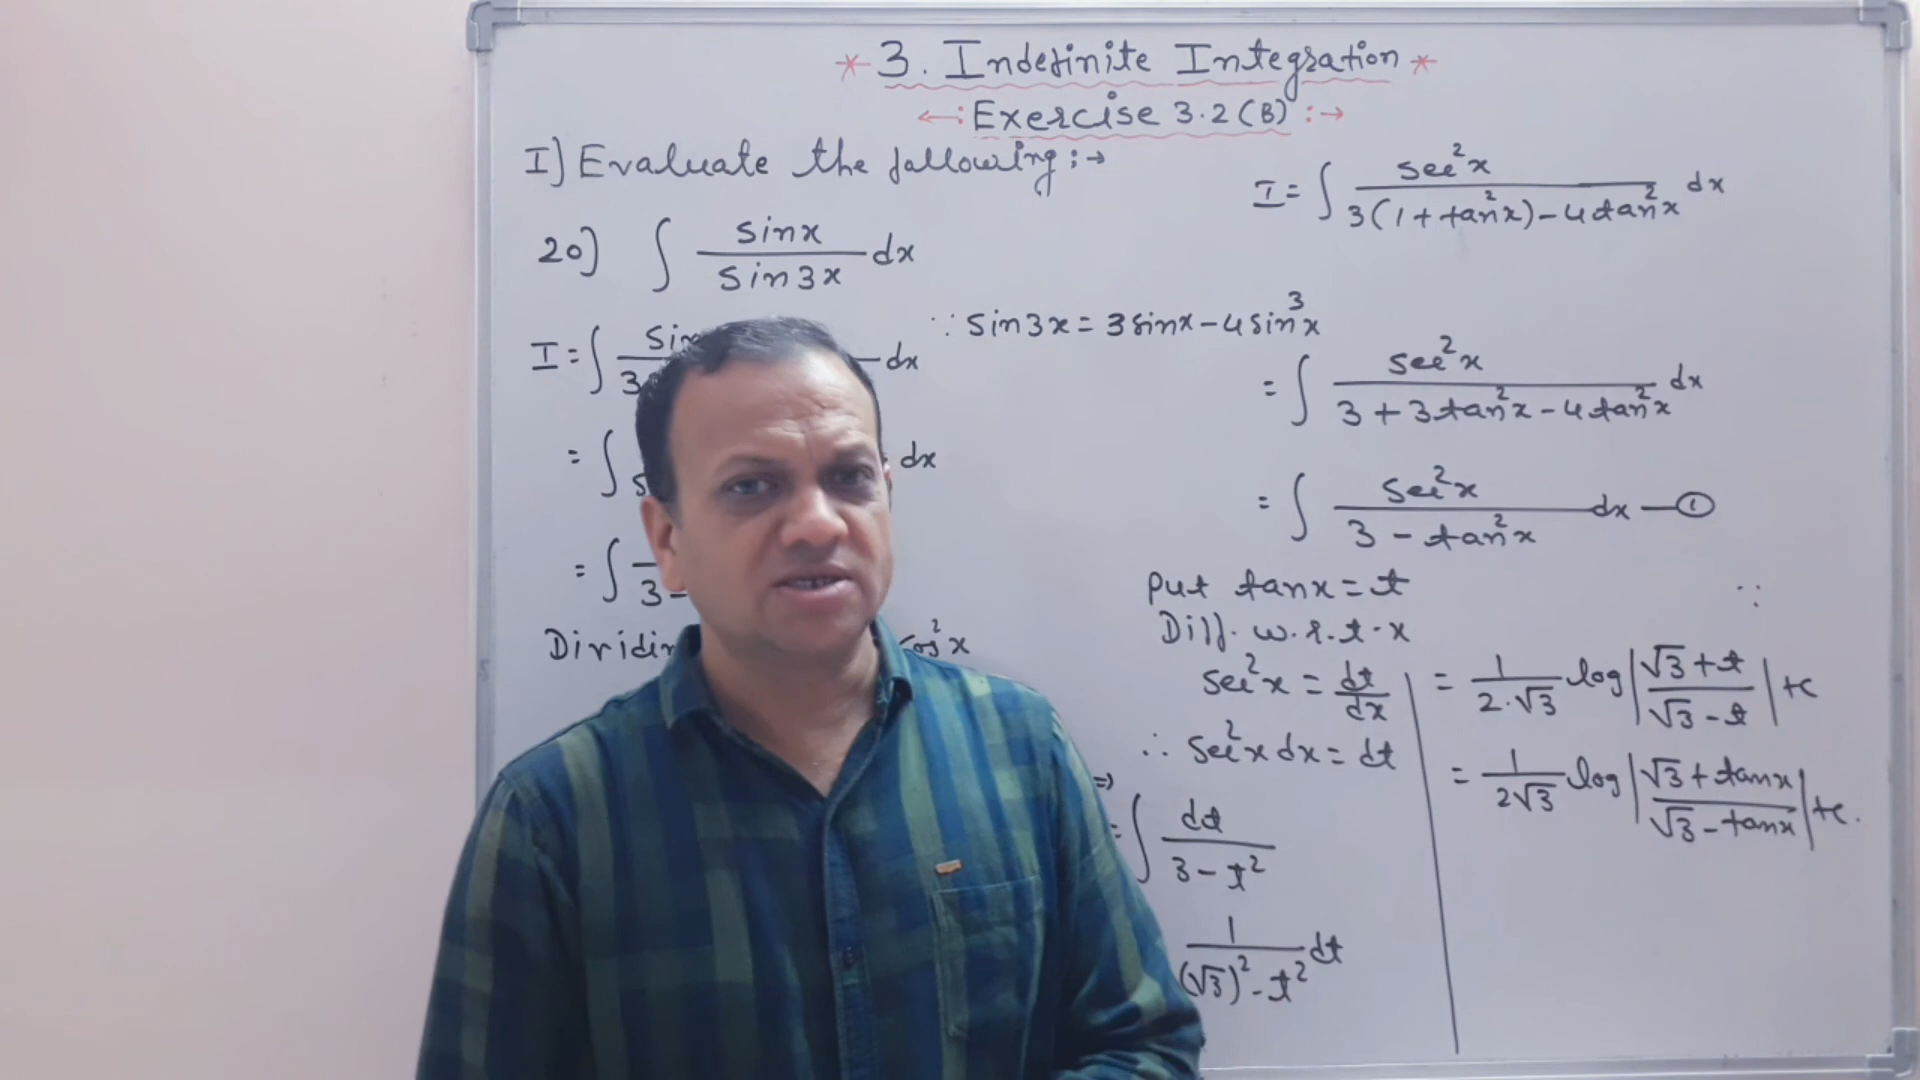 * 3. Indefinite Integration *
←: Exercise 3.2 (B) :→
I] Evaluate the following :→
20] ∫ sinx / sin3x dx
I = ∫ / 3 dx ∵ sin3x = 3sinx - 4sin³x
= ∫ dx
= ∫ / 3 -
cos²x
I = ∫ sec²x / 3(1+tan²x) - 4tan²x dx
= ∫ sec²x / 3 + 3tan²x - 4tan²x dx
= ∫ sec²x / 3 - tan²x dx — ①
Put tanx = t
Diff. w.r.t. x
sec²x = dt/dx
∴ sec²x dx = dt
⇒
= ∫ dt / 3 - t²
1 / (√3)² - t² dt
∵
= 1 / 2·√3 log | √3 + t / √3 - t | + c
= 1 / 2√3 log | √3 + tanx / √3 - tanx | + c.